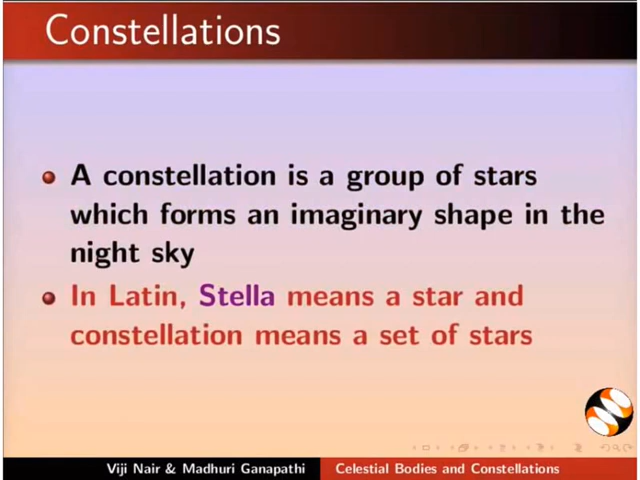 Constellations
A constellation is a group of stars
which forms an imaginary shape in the
night sky
In Latin, Stella means a star and
constellation means a set of stars
Viji Nair & Madhuri Ganapathi
Celestial Bodies and Constellations